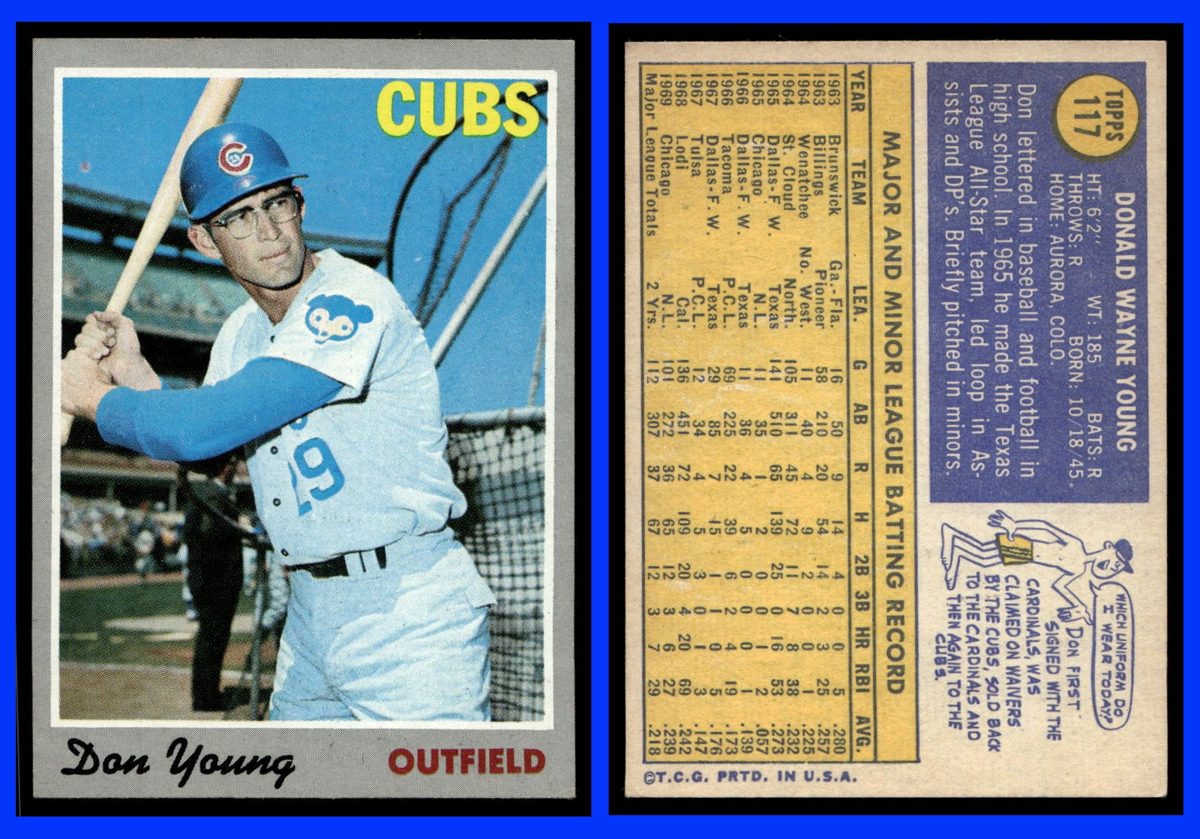 CUBS
C
19
Don Young
OUTFIELD
TOPPS
117
DONALD WAYNE YOUNG
HT: 6'2" WT: 185 BATS: R
THROWS: R BORN: 10/18/45.
HOME: AURORA, COLO.
Don lettered in baseball and football in
high school. In 1965 he made the Texas
League All-Star team, led loop in As-
sists and DP's. Briefly pitched in minors.
WHICH UNIFORM DO
I WEAR TODAY?
DON FIRST
SIGNED WITH THE
CARDINALS, WAS
CLAIMED ON WAIVERS
BY THE CUBS, SOLD BACK
TO THE CARDINALS AND
THEN AGAIN TO THE
CUBS.
MAJOR AND MINOR LEAGUE BATTING RECORD
YEAR TEAM LEA. G AB R H 2B 3B HR RBI AVG.
1963 Brunswick Ga.-Fla. 16 50 9 14 4 0 0 5 .280
1963 Billings Pioneer 58 210 20 54 14 2 3 25 .257
1964 Wenatchee No. West. 11 40 4 9 2 0 0 .225
1964 St. Cloud North. 105 311 45 72 11 7 8 38 .232
1965 Dallas-F. W. Texas 141 510 65 139 25 6 16 53 .273
1965 Chicago N.L. 11 35 1 2 0 0 1 2 .057
1966 Dallas-F. W. Texas 11 36 4 5 1 0 1 .139
1966 Tacoma P.C.L. 69 225 22 39 6 2 4 19 .173
1967 Dallas-F. W. Texas 29 85 7 15 1 1 1 .176
1967 Tulsa P.C.L. 12 34 4 5 3 0 1 3 .147
1968 Lodi Cal. 136 451 72 109 20 4 20 69 .242
1969 Chicago N.L. 101 272 36 65 12 3 6 27 .239
Major League Totals 2 Yrs. 112 307 37 67 12 3 7 29 .218
©T.C.G. PRTD. IN U.S.A.